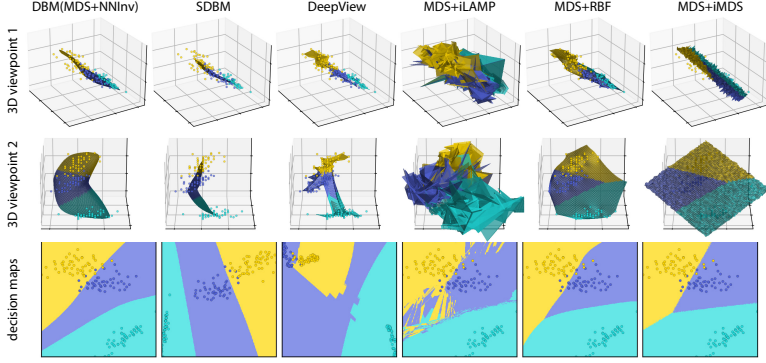 DBM(MDS+NNInv) SDBM DeepView MDS+iLAMP MDS+RBF MDS+iMDS
3D viewpoint 1
3D viewpoint 2
decision maps